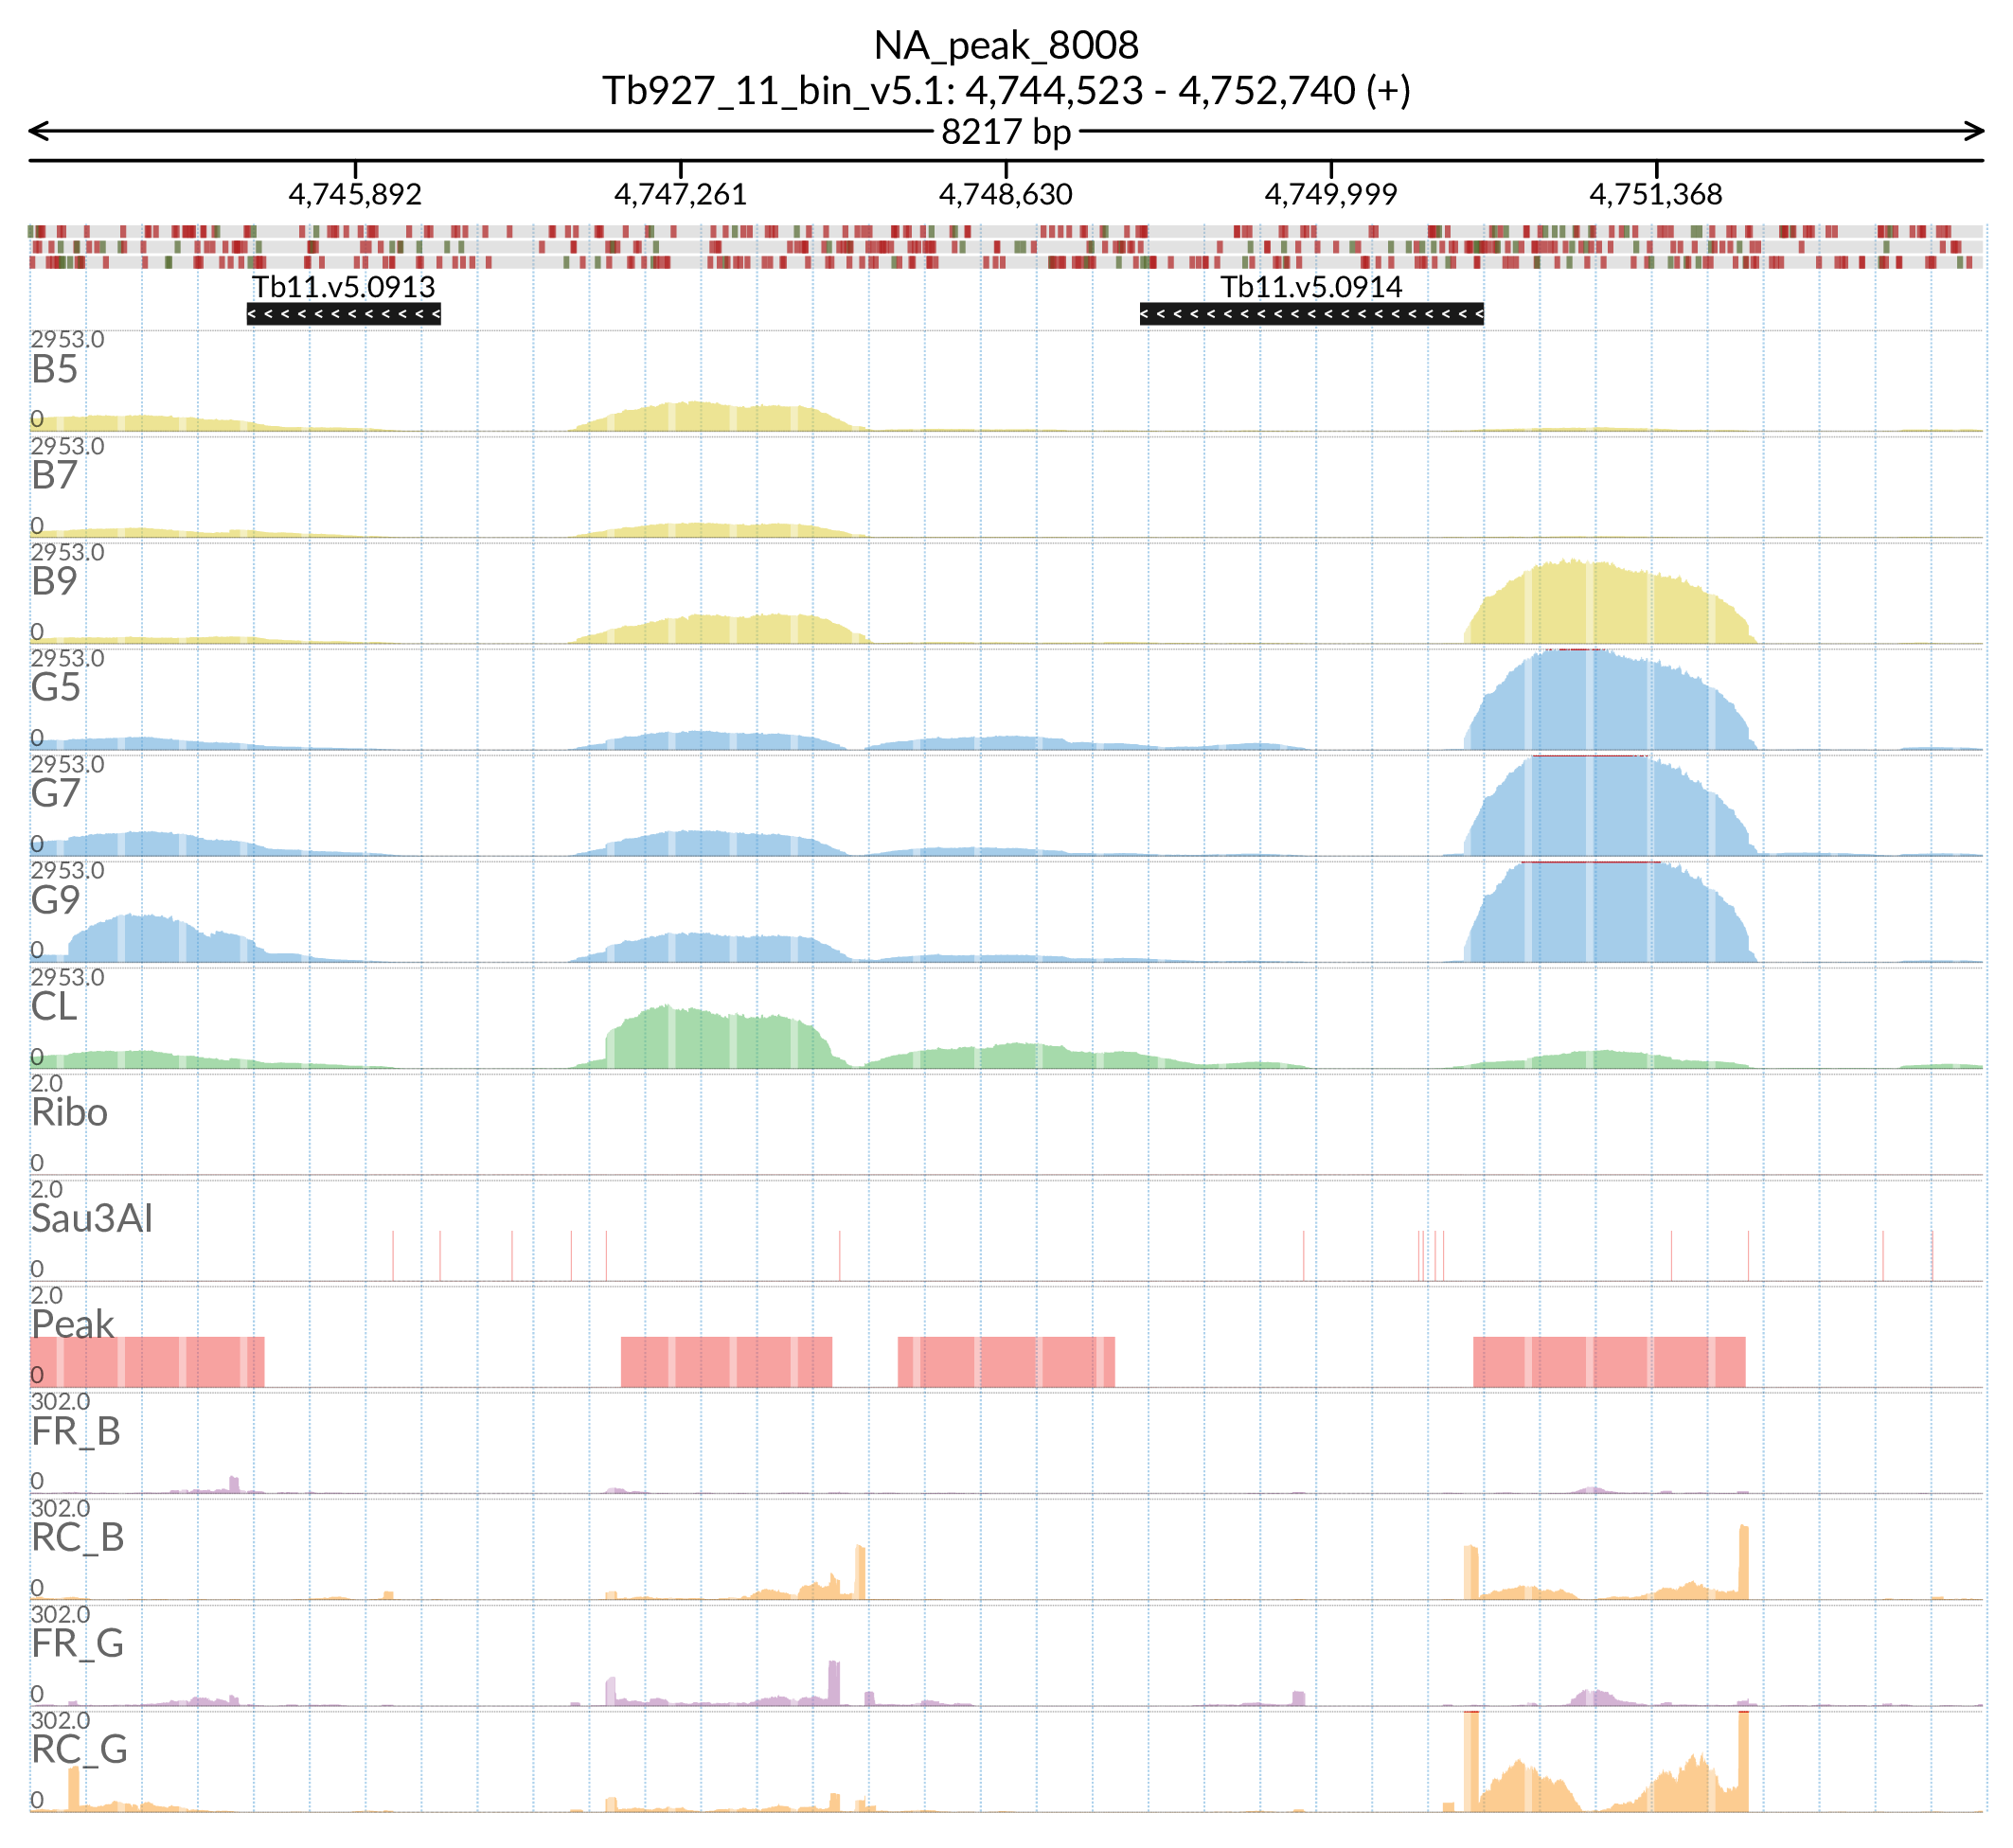 NA_peak_8008
Tb927_11_bin_v5.1: 4,744,523 - 4,752,740 (+)
8217 bp
4,745,892 4,747,261 4,748,630 4,749,999 4,751,368
Tb11.v5.0913 Tb11.v5.0914
2953.0
B5
0
2953.0
B7
0
2953.0
B9
0
2953.0
G5
0
2953.0
G7
0
2953.0
G9
0
2953.0
CL
0
2.0
Ribo
0
2.0
Sau3AI
0
2.0
Peak
0
302.0
FR_B
0
302.0
RC_B
0
302.0
FR_G
0
302.0
RC_G
0